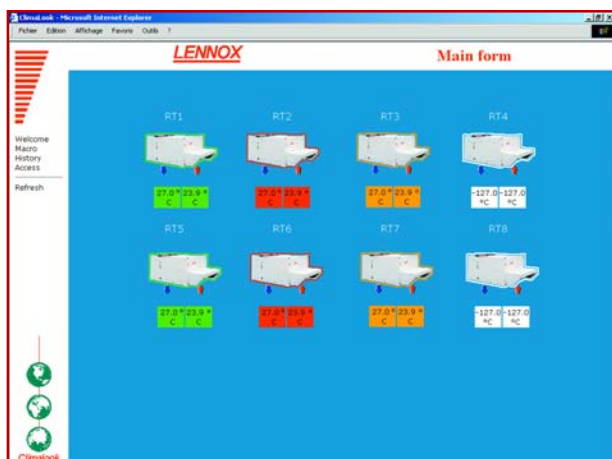 ClimaLook - Microsoft Internet Explorer
Fichier Edition Affichage Favoris Outils ?
LENNOX
Main form
Welcome
Macro
History
Access
Refresh
RT1 RT2 RT3 RT4
27.0 ° C 23.9 ° C 27.0 ° C 23.9 ° C 27.0 ° C 23.9 ° C -127.0 °C -127.0 °C
RT5 RT6 RT7 RT8
27.0 ° C 23.9 ° C 27.0 ° C 23.9 ° C 27.0 ° C 23.9 ° C -127.0 °C -127.0 °C
Climalook